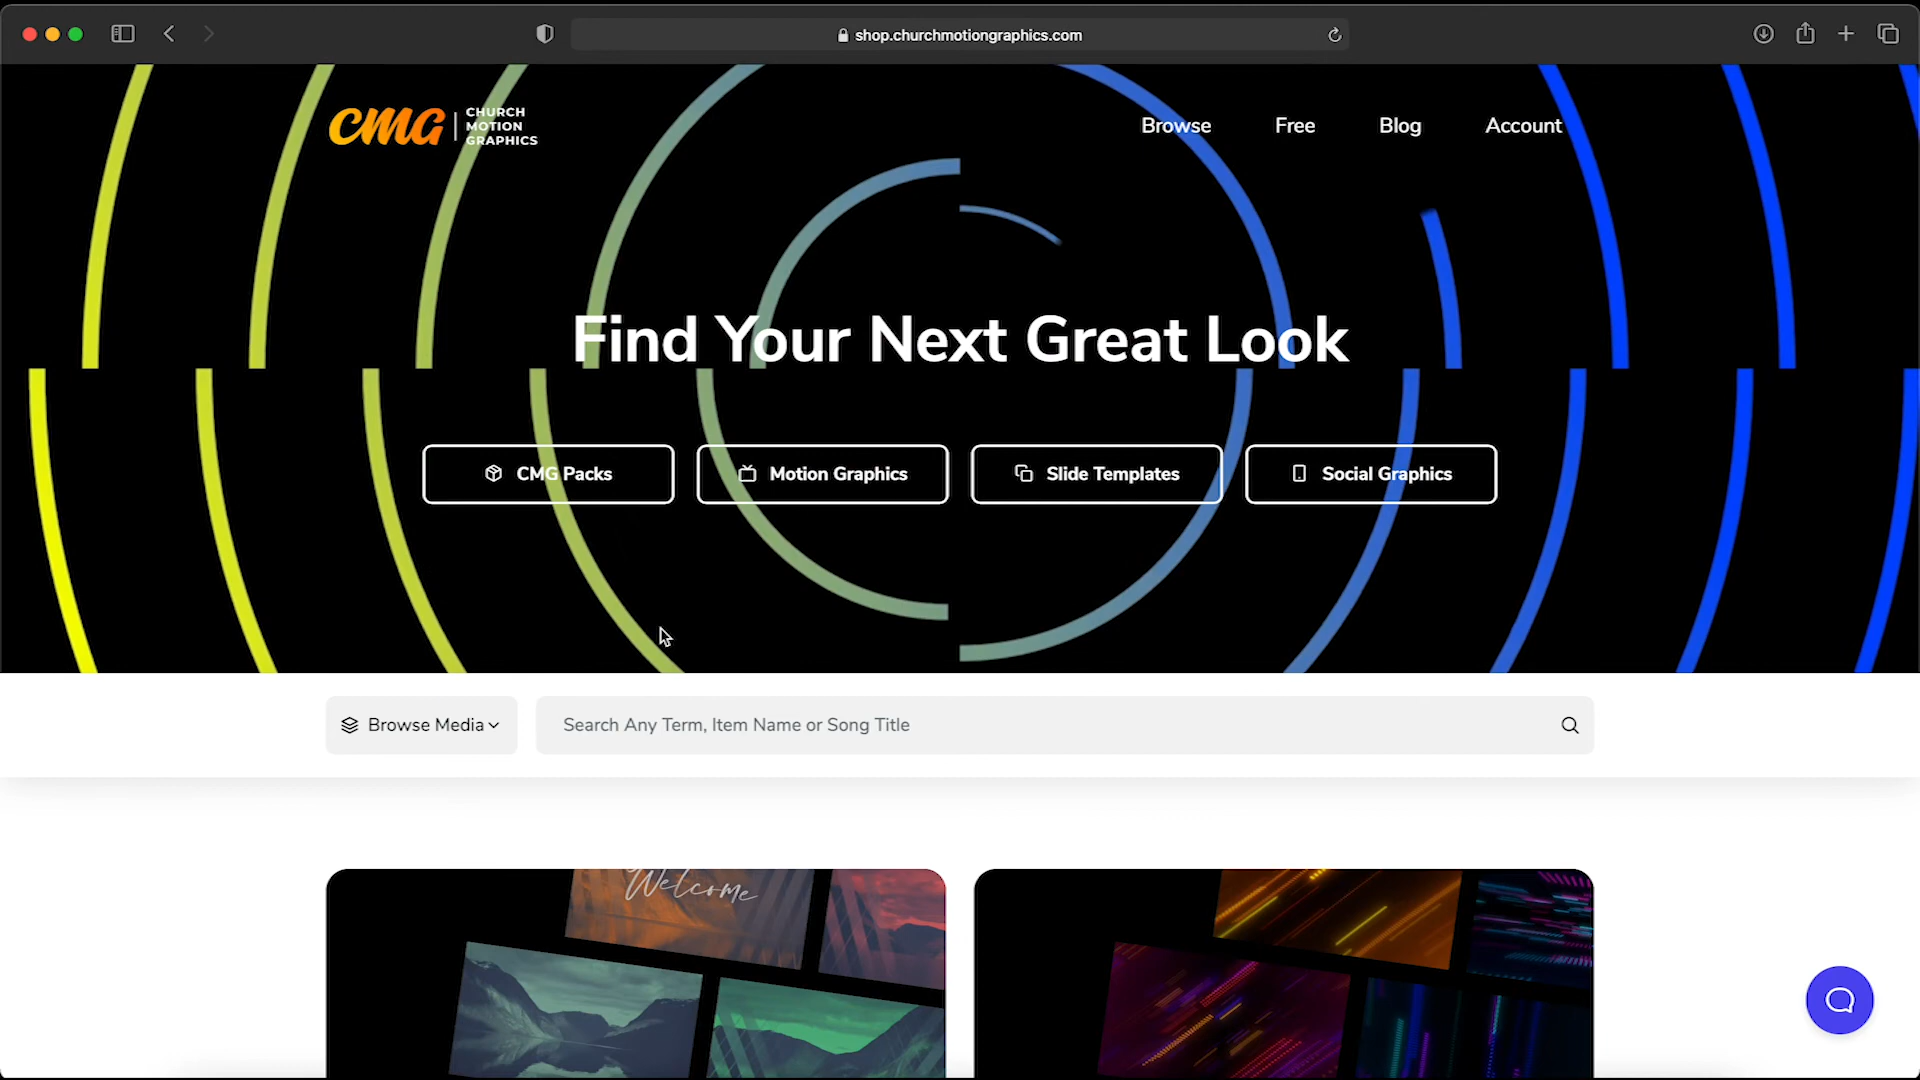 shop.churchmotiongraphics.com
CMG
CHURCH
MOTION
GRAPHICS
Browse
Free
Blog
Account
Find Your Next Great Look
CMG Packs
Motion Graphics
Slide Templates
Social Graphics
Browse Media
Search Any Term, Item Name or Song Title
Welcome